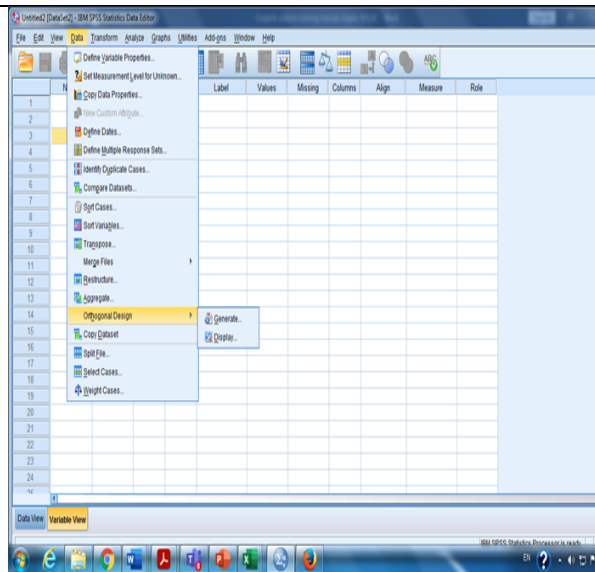 Untitled2 [DataSet2] - IBM SPSS Statistics Data Editor
File Edit View Data Transform Analyze Graphs Utilities Add-ons Window Help
Define Variable Properties...
Set Measurement Level for Unknown...
N Label Values Missing Columns Align Measure Role
Copy Data Properties...
1
New Custom Attribute...
2
Define Dates...
3
Define Multiple Response Sets...
4
Identify Duplicate Cases...
5
Compare Datasets...
6
Sort Cases...
7
Sort Variables...
8
9
Transpose...
10
Merge Files
11
Restructure...
12
Aggregate...
13
Orthogonal Design
14
Generate...
Copy Dataset
15
Display...
Split File...
16
Select Cases...
17
18
Weight Cases...
19
20
21
22
23
24
25
Data View Variable View
IBM SPSS Statistics Processor is ready
EN